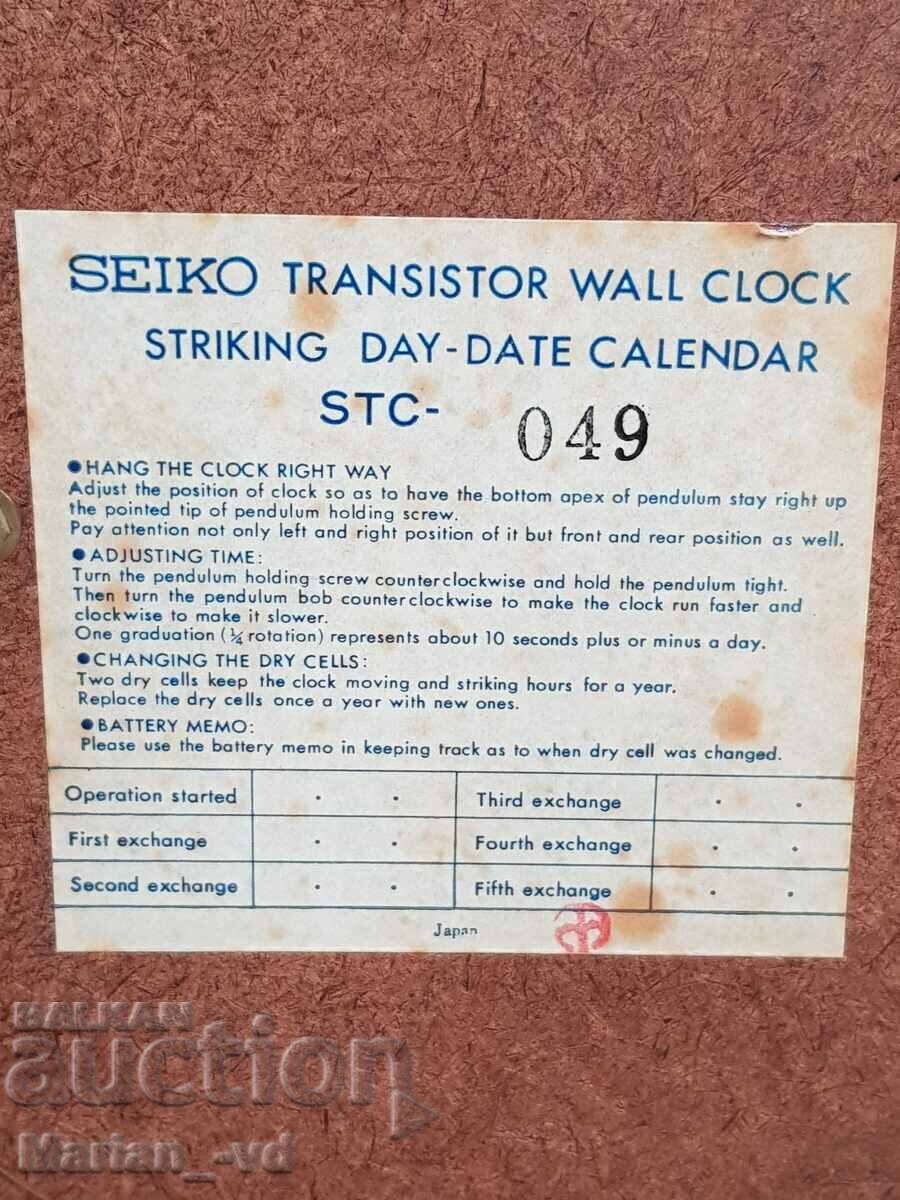 SEIKO TRANSISTOR WALL CLOCK
STRIKING DAY-DATE CALENDAR
STC- 049
●HANG THE CLOCK RIGHT WAY
Adjust the position of clock so as to have the bottom apex of pendulum stay right up
the pointed tip of pendulum holding screw.
Pay attention not only left and right position of it but front and rear position as well.
●ADJUSTING TIME:
Turn the pendulum holding screw counterclockwise and hold the pendulum tight.
Then turn the pendulum bob counterclockwise to make the clock run faster and
clockwise to make it slower.
One graduation (¼ rotation) represents about 10 seconds plus or minus a day.
●CHANGING THE DRY CELLS:
Two dry cells keep the clock moving and striking hours for a year.
Replace the dry cells once a year with new ones.
●BATTERY MEMO:
Please use the battery memo in keeping track as to when dry cell was changed.
Operation started . . Third exchange . .
First exchange . . Fourth exchange . .
Second exchange . . Fifth exchange . .
Japan
BALKAN
auction
Marian_-vd